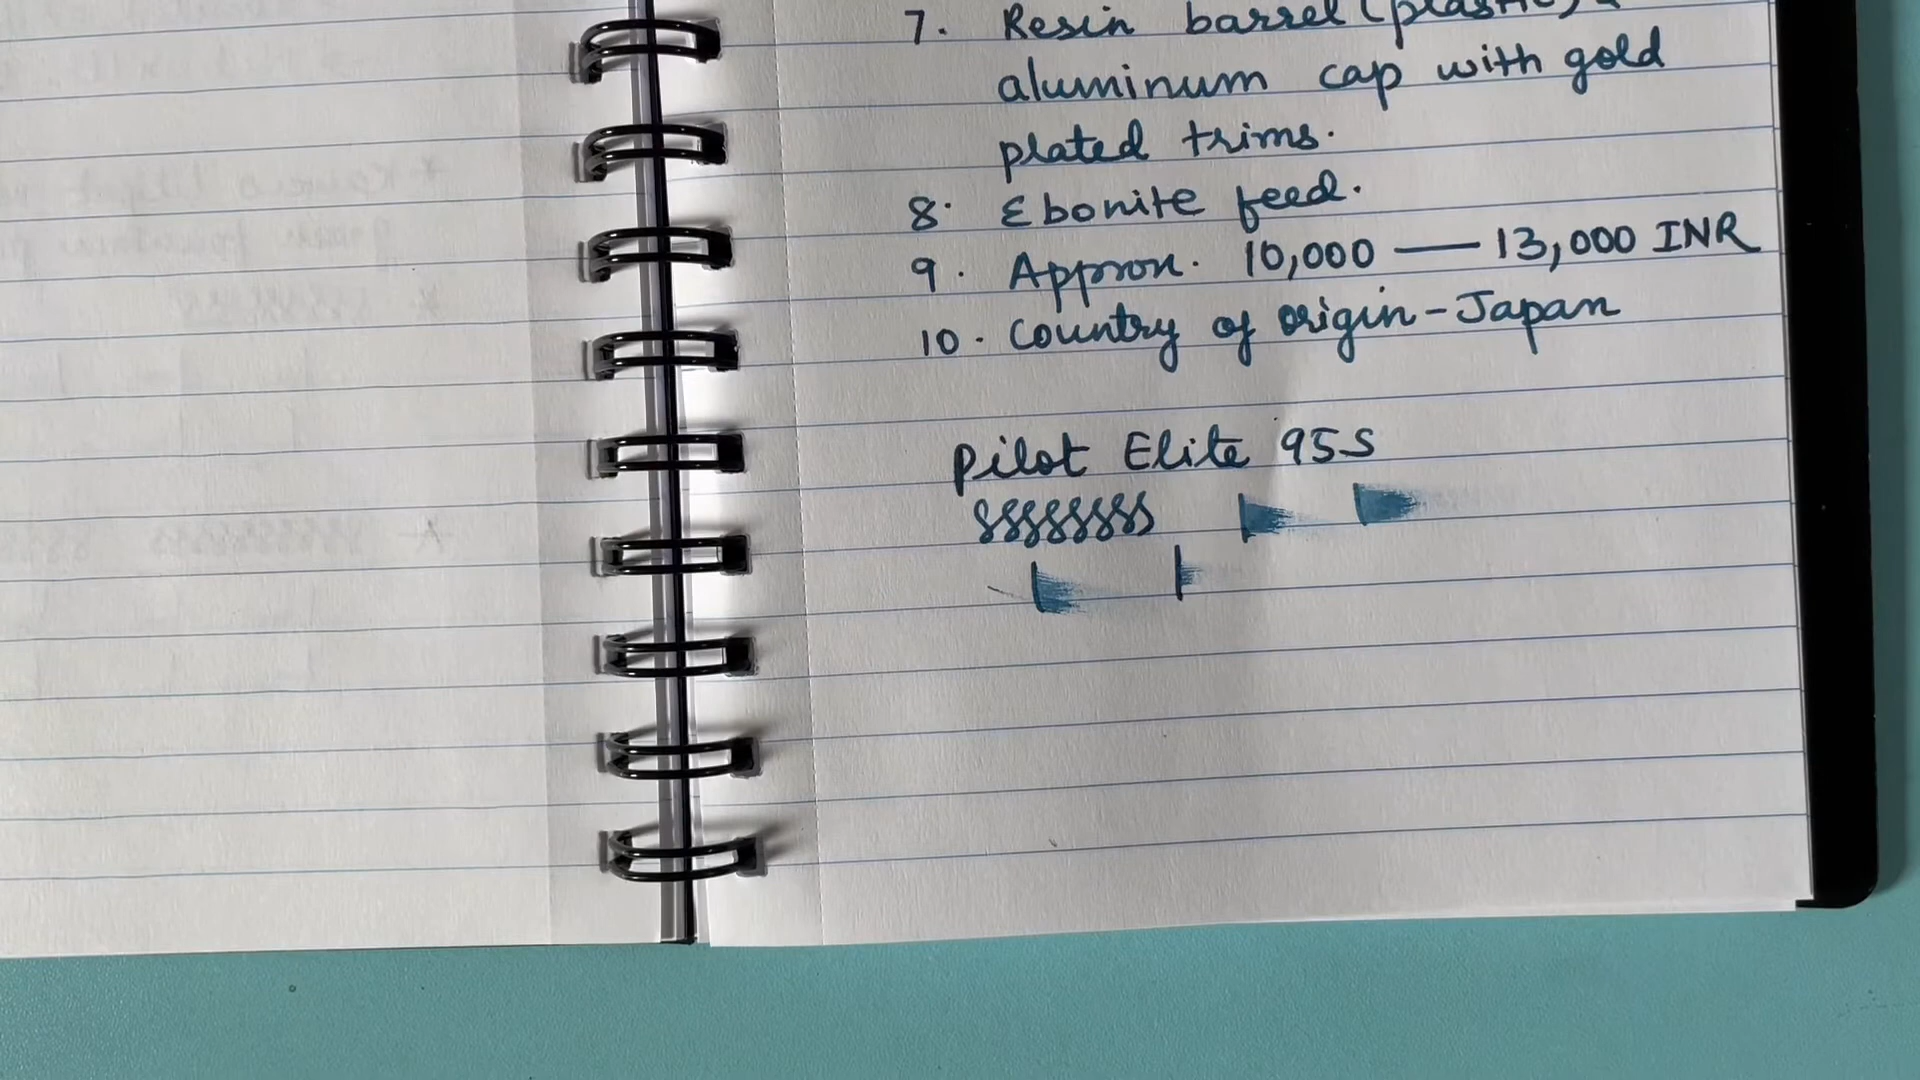 7. Resin barrel (plastic)
aluminum cap with gold
plated trims.
8. Ebonite feed.
9. Approx. 10,000 — 13,000 INR
10. Country of origin - Japan
Pilot Elite 95S